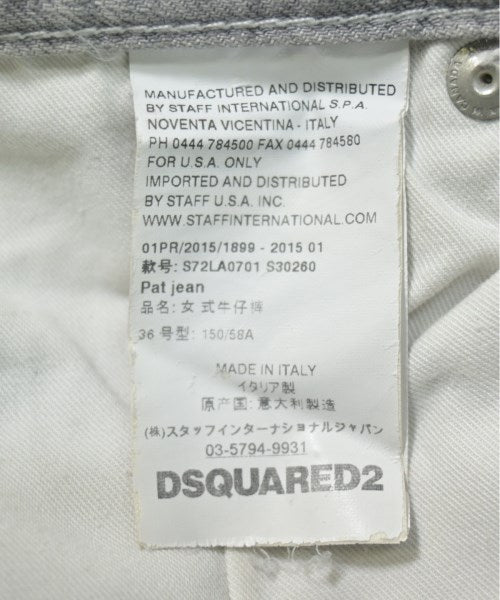 MANUFACTURED AND DISTRIBUTED
BY STAFF INTERNATIONAL S.P.A.
NOVENTA VICENTINA - ITALY
PH 0444 784500 FAX 0444 784580
FOR U.S.A. ONLY
IMPORTED AND DISTRIBUTED
BY STAFF U.S.A. INC.
WWW.STAFFINTERNATIONAL.COM
01PR/2015/1899 - 2015 01
款号: S72LA0701 S30260
Pat jean
品名: 女式牛仔裤
36 号型: 150/58A
MADE IN ITALY
イタリア製
原产国: 意大利製造
(株)スタッフインターナショナルジャパン
03-5794-9931
DSQUARED2